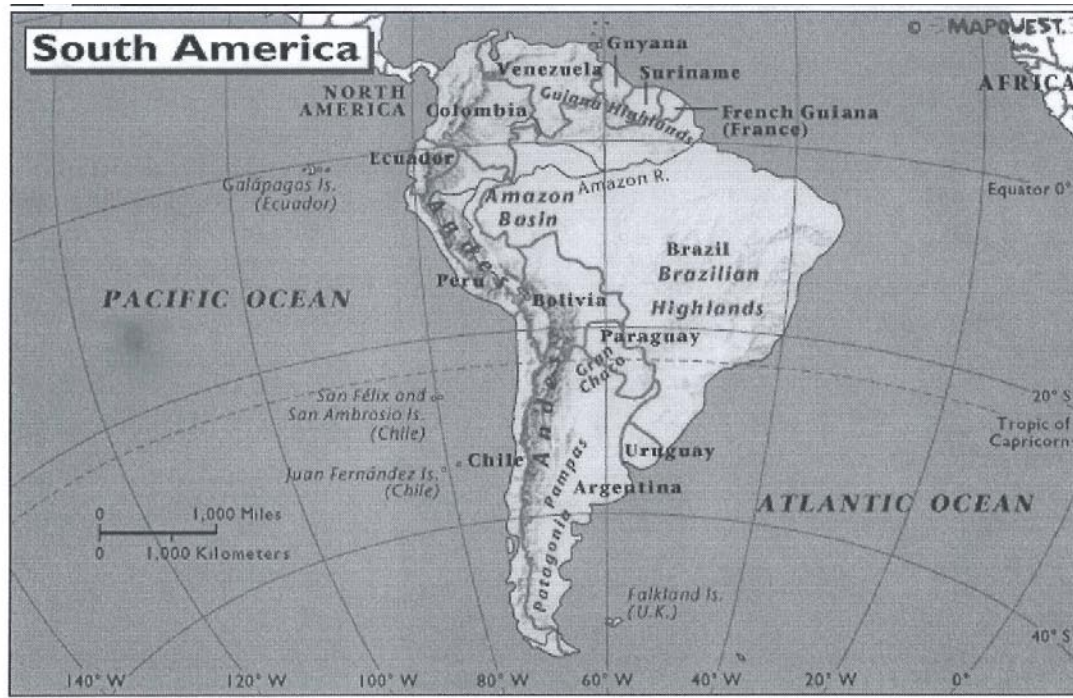 South America
© MAPQUEST.
NORTH
AMERICA
AFRICA
Guyana
Venezuela
Suriname
Guiana Highlands
French Guiana
(France)
Colombia
Ecuador
Galápagos Is.
(Ecuador)
Equator 0°
Amazon R.
Amazon
Basin
Andes
Brazil
Brazilian
Highlands
Peru
PACIFIC OCEAN
Bolivia
Paraguay
Gran
Chaco
Andes
San Félix and
San Ambrosio Is.
(Chile)
20° S
Tropic of
Capricorn
Chile
Juan Fernández Is.
(Chile)
Uruguay
Pampas
Argentina
ATLANTIC OCEAN
0 1,000 Miles
0 1,000 Kilometers
Patagonia
Falkland Is.
(U.K.)
40° S
140° W 120° W 100° W 80° W 60° W 40° W 20° W 0°